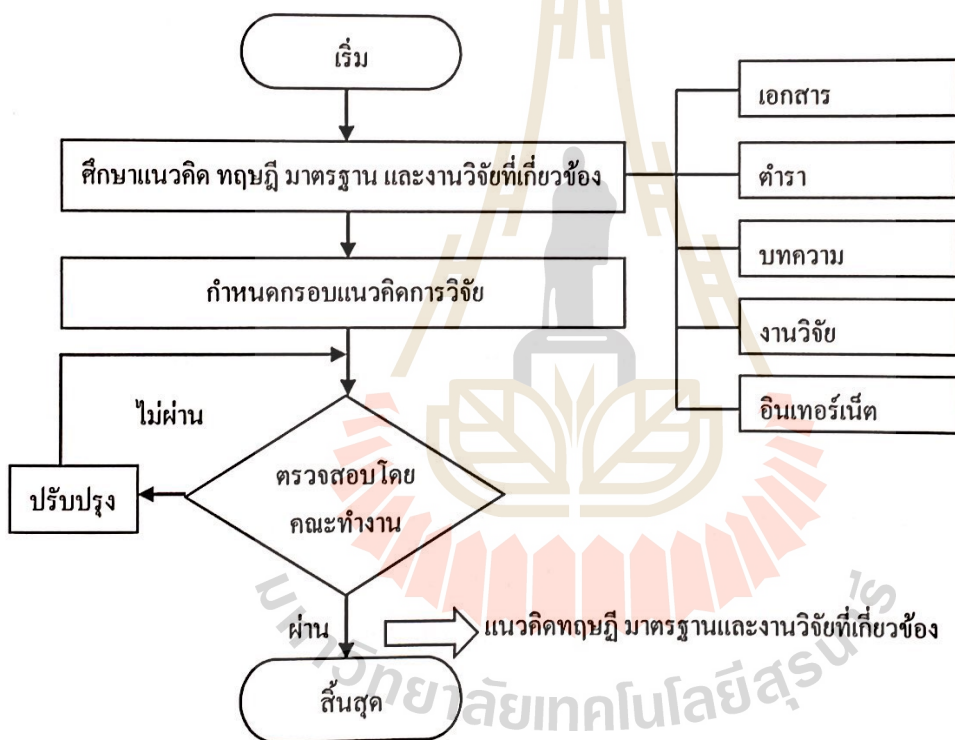 เริ่ม
ศึกษาแนวคิด ทฤษฎี มาตรฐาน และงานวิจัยที่เกี่ยวข้อง
เอกสาร
ตำรา
บทความ
งานวิจัย
อินเทอร์เน็ต
กำหนดกรอบแนวคิดการวิจัย
ไม่ผ่าน
ปรับปรุง
ตรวจสอบโดย
คณะทำงาน
ผ่าน
แนวคิดทฤษฎี มาตรฐานและงานวิจัยที่เกี่ยวข้อง
สิ้นสุด
มหาวิทยาลัยเทคโนโลยีสุรนารี